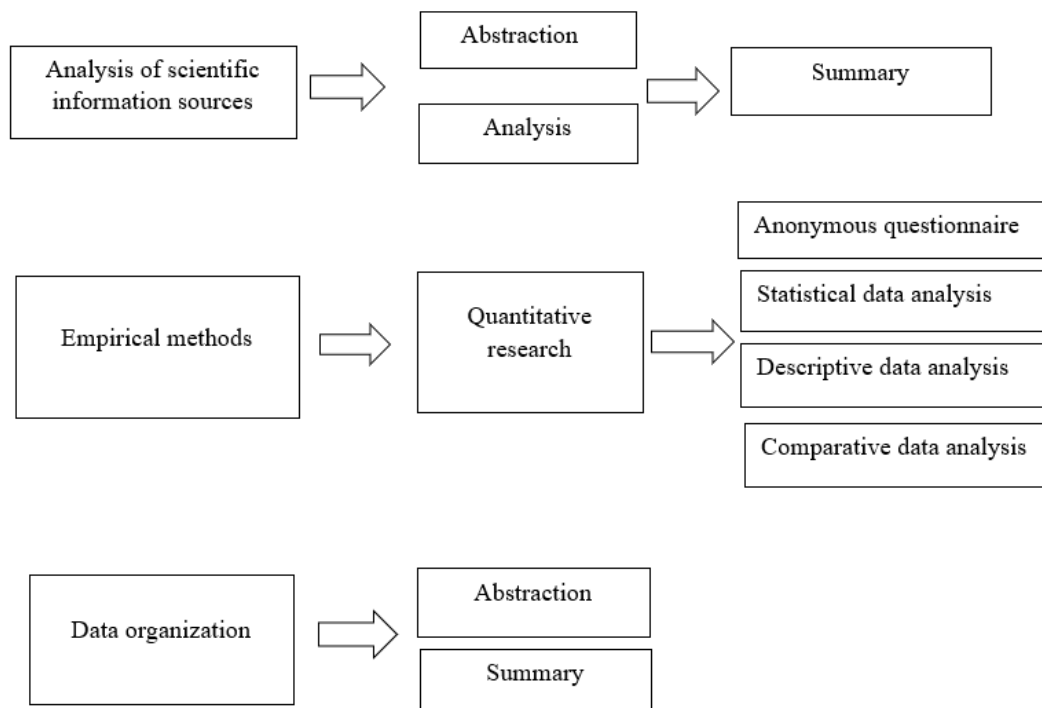 Analysis of scientific
information sources
Abstraction
Analysis
Summary
Empirical methods
Quantitative
research
Anonymous questionnaire
Statistical data analysis
Descriptive data analysis
Comparative data analysis
Data organization
Abstraction
Summary